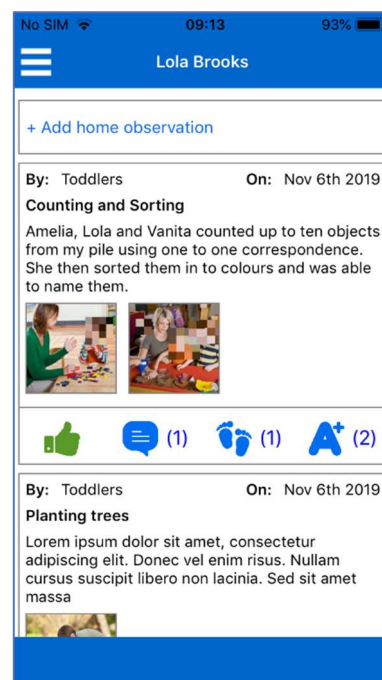 No SIM 09:13 93%
Lola Brooks
+ Add home observation
By: Toddlers On: Nov 6th 2019
Counting and Sorting
Amelia, Lola and Vanita counted up to ten objects
from my pile using one to one correspondence.
She then sorted them in to colours and was able
to name them.
(1) (1) A+ (2)
By: Toddlers On: Nov 6th 2019
Planting trees
Lorem ipsum dolor sit amet, consectetur
adipiscing elit. Donec vel enim risus. Nullam
cursus suscipit libero non lacinia. Sed sit amet
massa